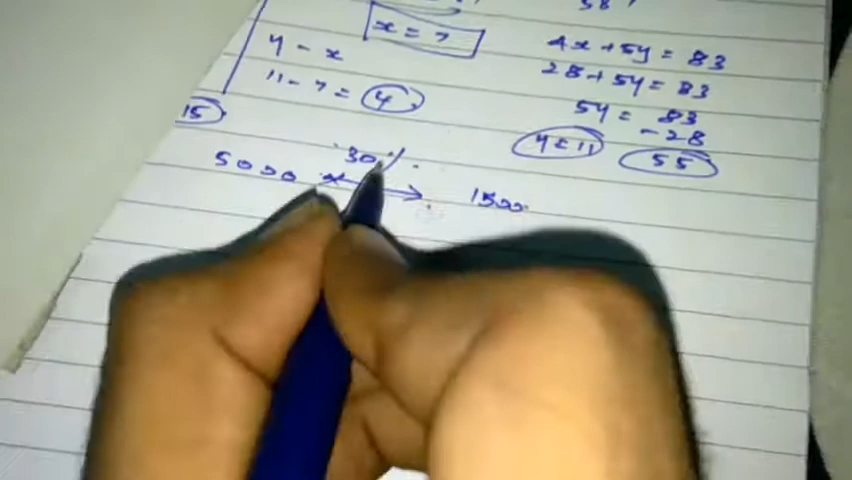 x = 7
y - x
11 - 7 = 4
4x + 5y = 83
28 + 5y = 83
5y = 83
- 28
y = 11
55
15
30 %
5000
1500